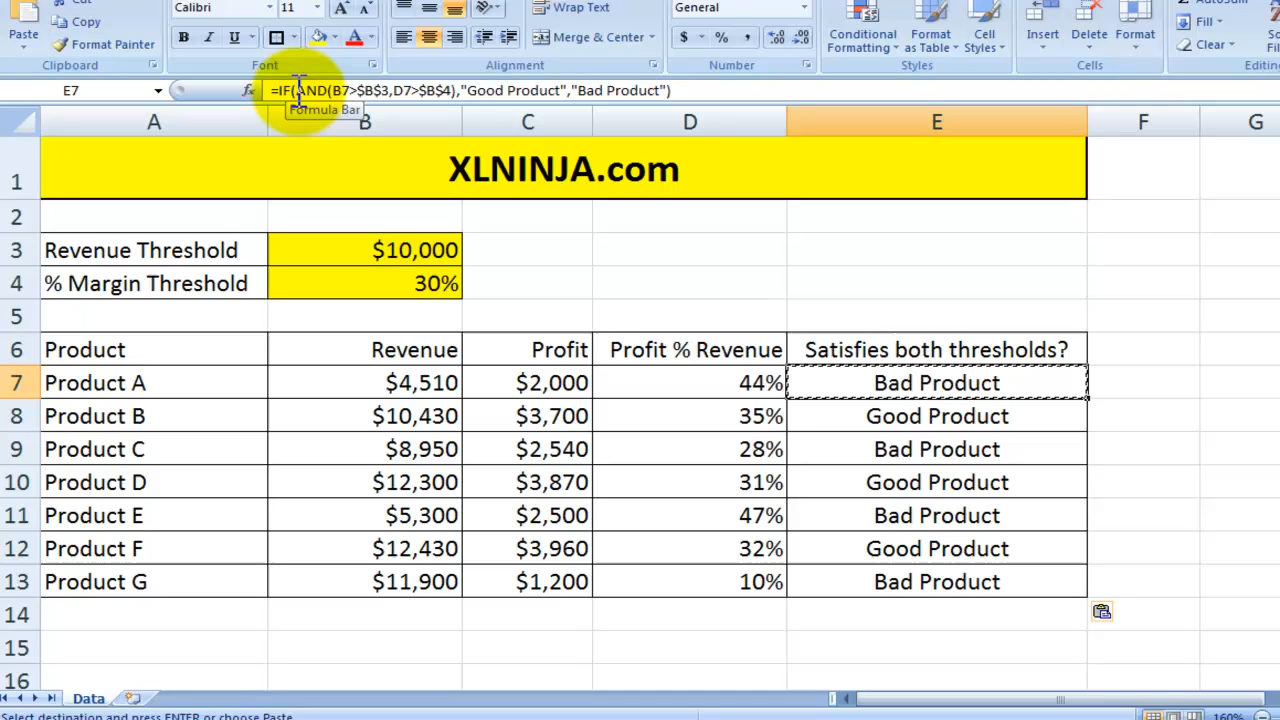 Calibri 11 A A Wrap Text General
Paste Copy Format Painter B I U A Merge & Center $ % , Conditional Formatting Format as Table Cell Styles Insert Delete Format Fill Clear
Clipboard Font Alignment Number Styles Cells
E7 fx =IF(AND(B7>$B$3,D7>$B$4),"Good Product","Bad Product")
Formula Bar
A B C D E F G
1 XLNINJA.com
2
3 Revenue Threshold $10,000
4 % Margin Threshold 30%
5
6 Product Revenue Profit Profit % Revenue Satisfies both thresholds?
7 Product A $4,510 $2,000 44% Bad Product
8 Product B $10,430 $3,700 35% Good Product
9 Product C $8,950 $2,540 28% Bad Product
10 Product D $12,300 $3,870 31% Good Product
11 Product E $5,300 $2,500 47% Bad Product
12 Product F $12,430 $3,960 32% Good Product
13 Product G $11,900 $1,200 10% Bad Product
14
15
16
Data
Select destination and press ENTER or choose Paste 160%